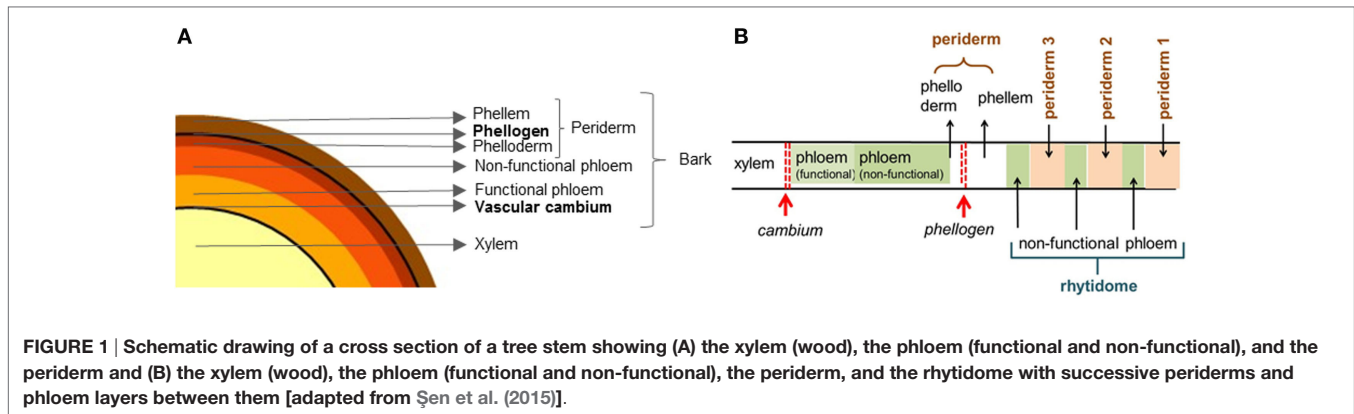 A
Phellem
Phellogen
Phelloderm
Periderm
Non-functional phloem
Bark
Functional phloem
Vascular cambium
Xylem
B
periderm
phello
derm
phellem
periderm 3
periderm 2
periderm 1
xylem
phloem
(functional)
phloem
(non-functional)
cambium
phellogen
non-functional phloem
rhytidome
FIGURE 1 | Schematic drawing of a cross section of a tree stem showing (A) the xylem (wood), the phloem (functional and non-functional), and the
periderm and (B) the xylem (wood), the phloem (functional and non-functional), the periderm, and the rhytidome with successive periderms and
phloem layers between them [adapted from Şen et al. (2015)].